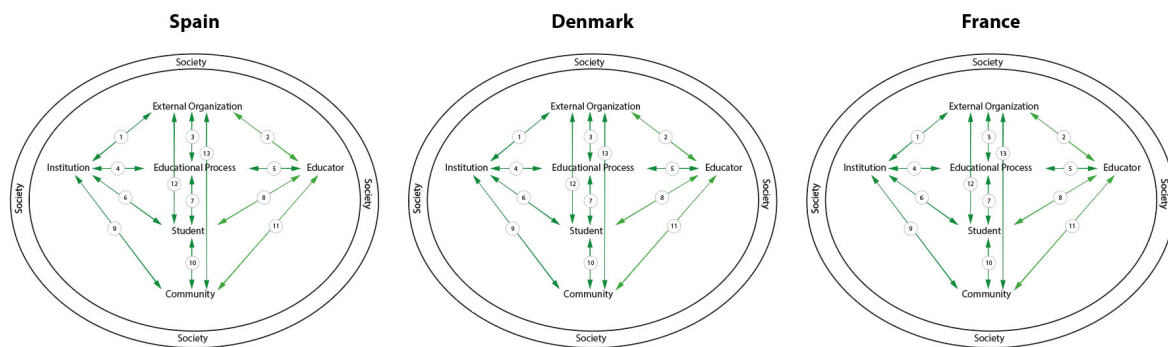 Spain
Society
External Organization
1
3
2
13
Institution
4
Educational Process
5
Educator
12
6
7
8
Society
Society
9
Student
11
10
Community
Society
Denmark
Society
External Organization
1
3
2
13
Institution
4
Educational Process
5
Educator
12
6
7
8
Society
Society
9
Student
11
10
Community
Society
France
Society
External Organization
1
3
2
13
Institution
4
Educational Process
5
Educator
12
6
7
8
Society
Society
9
Student
11
10
Community
Society